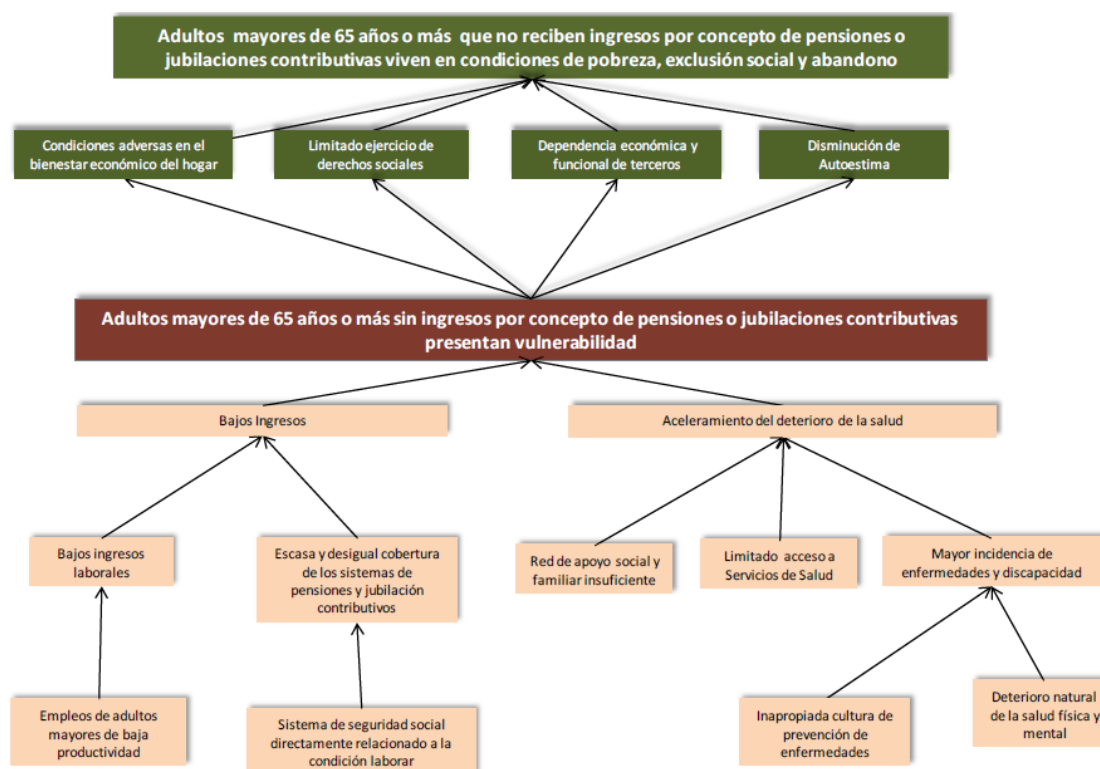 Adultos mayores de 65 años o más que no reciben ingresos por concepto de pensiones o
jubilaciones contributivas viven en condiciones de pobreza, exclusión social y abandono
Condiciones adversas en el
bienestar económico del hogar
Limitado ejercicio de
derechos sociales
Dependencia económica y
funcional de terceros
Disminución de
Autoestima
Adultos mayores de 65 años o más sin ingresos por concepto de pensiones o jubilaciones contributivas
presentan vulnerabilidad
Bajos Ingresos
Aceleramiento del deterioro de la salud
Bajos ingresos
laborales
Escasa y desigual cobertura
de los sistemas de
pensiones y jubilación
contributivos
Red de apoyo social y
familiar insuficiente
Limitado acceso a
Servicios de Salud
Mayor incidencia de
enfermedades y discapacidad
Empleos de adultos
mayores de baja
productividad
Sistema de seguridad social
directamente relacionado a la
condición laborar
Inapropiada cultura de
prevención de
enfermedades
Deterioro natural
de la salud física y
mental